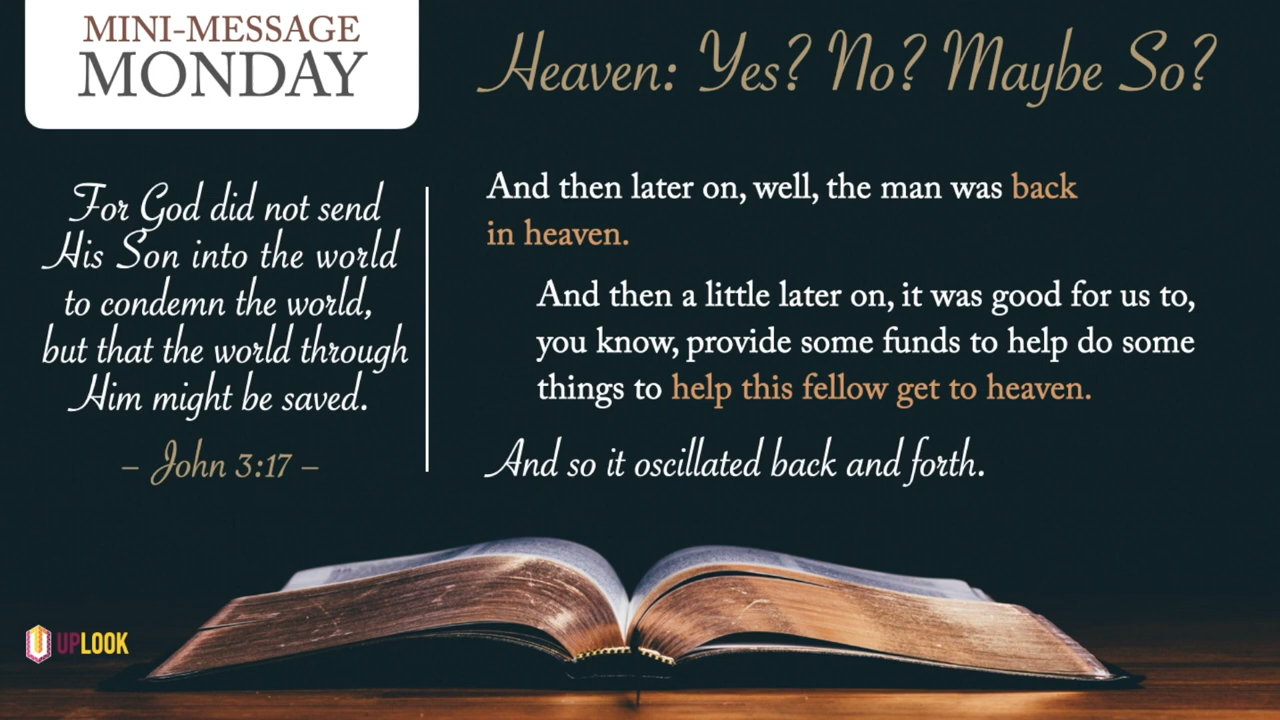 MINI-MESSAGE
MONDAY
Heaven: Yes? No? Maybe So?
For God did not send
His Son into the world
to condemn the world,
but that the world through
Him might be saved.
– John 3:17 –
And then later on, well, the man was back
in heaven.
And then a little later on, it was good for us to,
you know, provide some funds to help do some
things to help this fellow get to heaven.
And so it oscillated back and forth.
UPLOOK